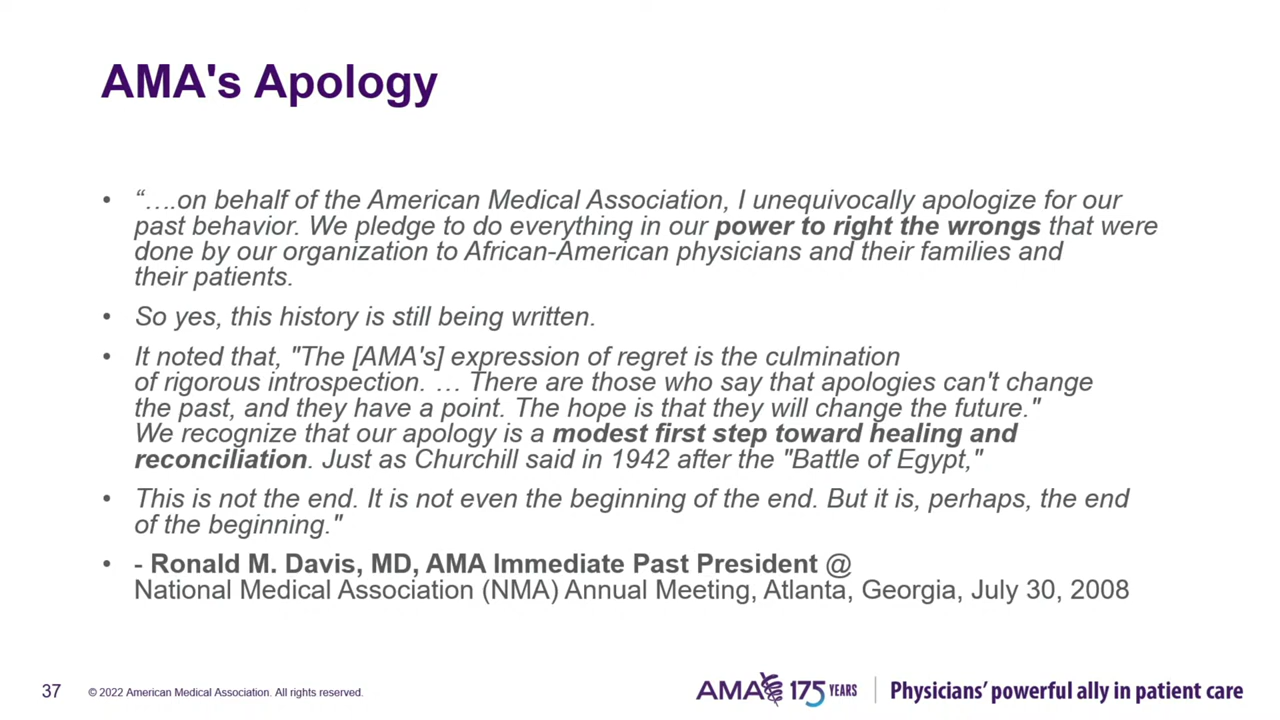 AMA's Apology
• “….on behalf of the American Medical Association, I unequivocally apologize for our
past behavior. We pledge to do everything in our power to right the wrongs that were
done by our organization to African-American physicians and their families and
their patients.
• So yes, this history is still being written.
• It noted that, "The [AMA's] expression of regret is the culmination
of rigorous introspection. … There are those who say that apologies can't change
the past, and they have a point. The hope is that they will change the future."
We recognize that our apology is a modest first step toward healing and
reconciliation. Just as Churchill said in 1942 after the "Battle of Egypt,"
• This is not the end. It is not even the beginning of the end. But it is, perhaps, the end
of the beginning."
• - Ronald M. Davis, MD, AMA Immediate Past President @
National Medical Association (NMA) Annual Meeting, Atlanta, Georgia, July 30, 2008
37 © 2022 American Medical Association. All rights reserved.
AMA 175 YEARS Physicians’ powerful ally in patient care